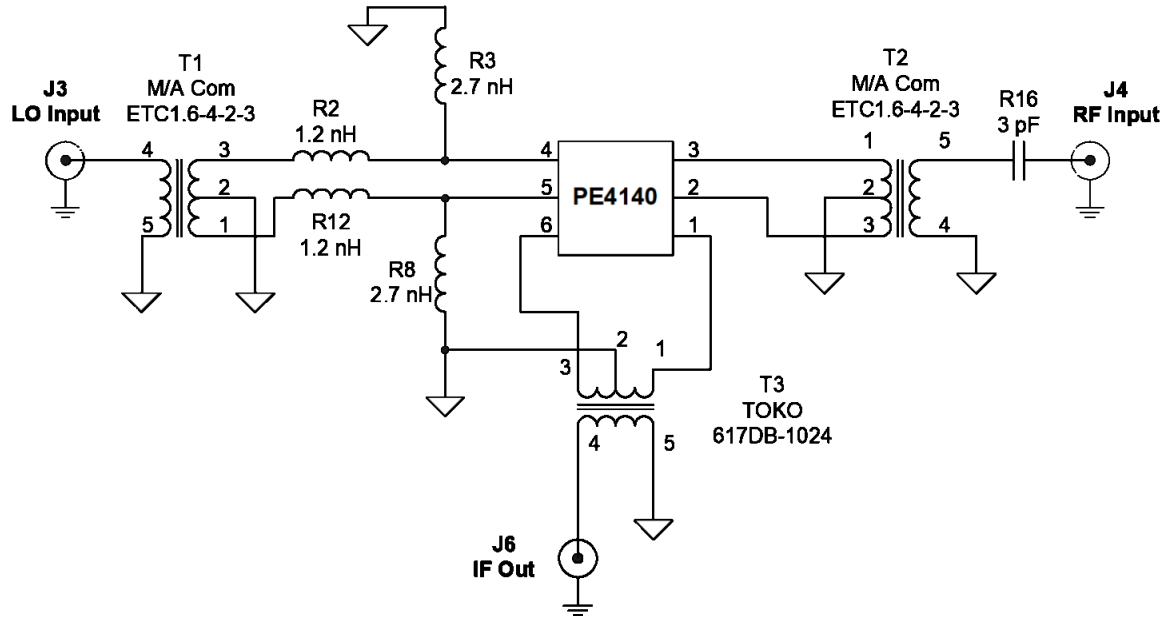 J3
LO Input
T1
M/A Com
ETC1.6-4-2-3
4
5
3
2
1
R2
1.2 nH
R12
1.2 nH
R3
2.7 nH
R8
2.7 nH
4
5
6
PE4140
3
2
1
T2
M/A Com
ETC1.6-4-2-3
1
2
3
5
4
R16
3 pF
J4
RF Input
3
2
1
4
5
T3
TOKO
617DB-1024
J6
IF Out